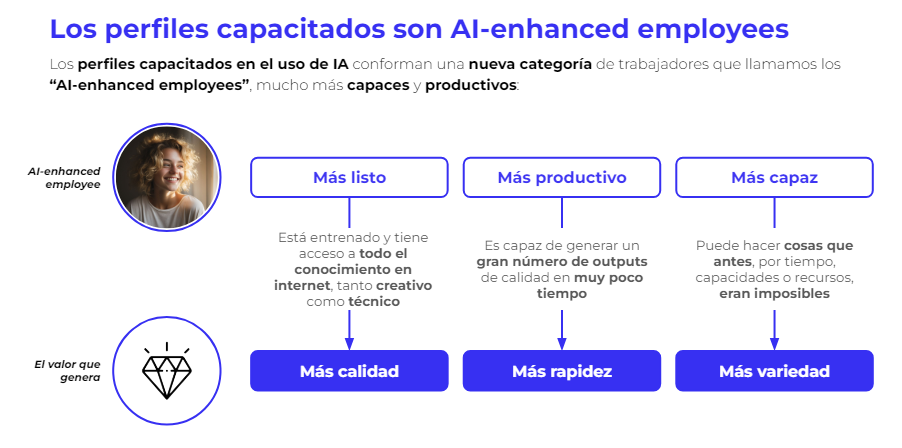 Los perfiles capacitados son AI-enhanced employees
Los perfiles capacitados en el uso de IA conforman una nueva categoría de trabajadores que llamamos los
“AI-enhanced employees”, mucho más capaces y productivos:
AI-enhanced
employee
Más listo
Más productivo
Más capaz
Está entrenado y tiene
acceso a todo el
conocimiento en
internet, tanto creativo
como técnico
Es capaz de generar un
gran número de outputs
de calidad en muy poco
tiempo
Puede hacer cosas que
antes, por tiempo,
capacidades o recursos,
eran imposibles
El valor que
genera
Más calidad
Más rapidez
Más variedad